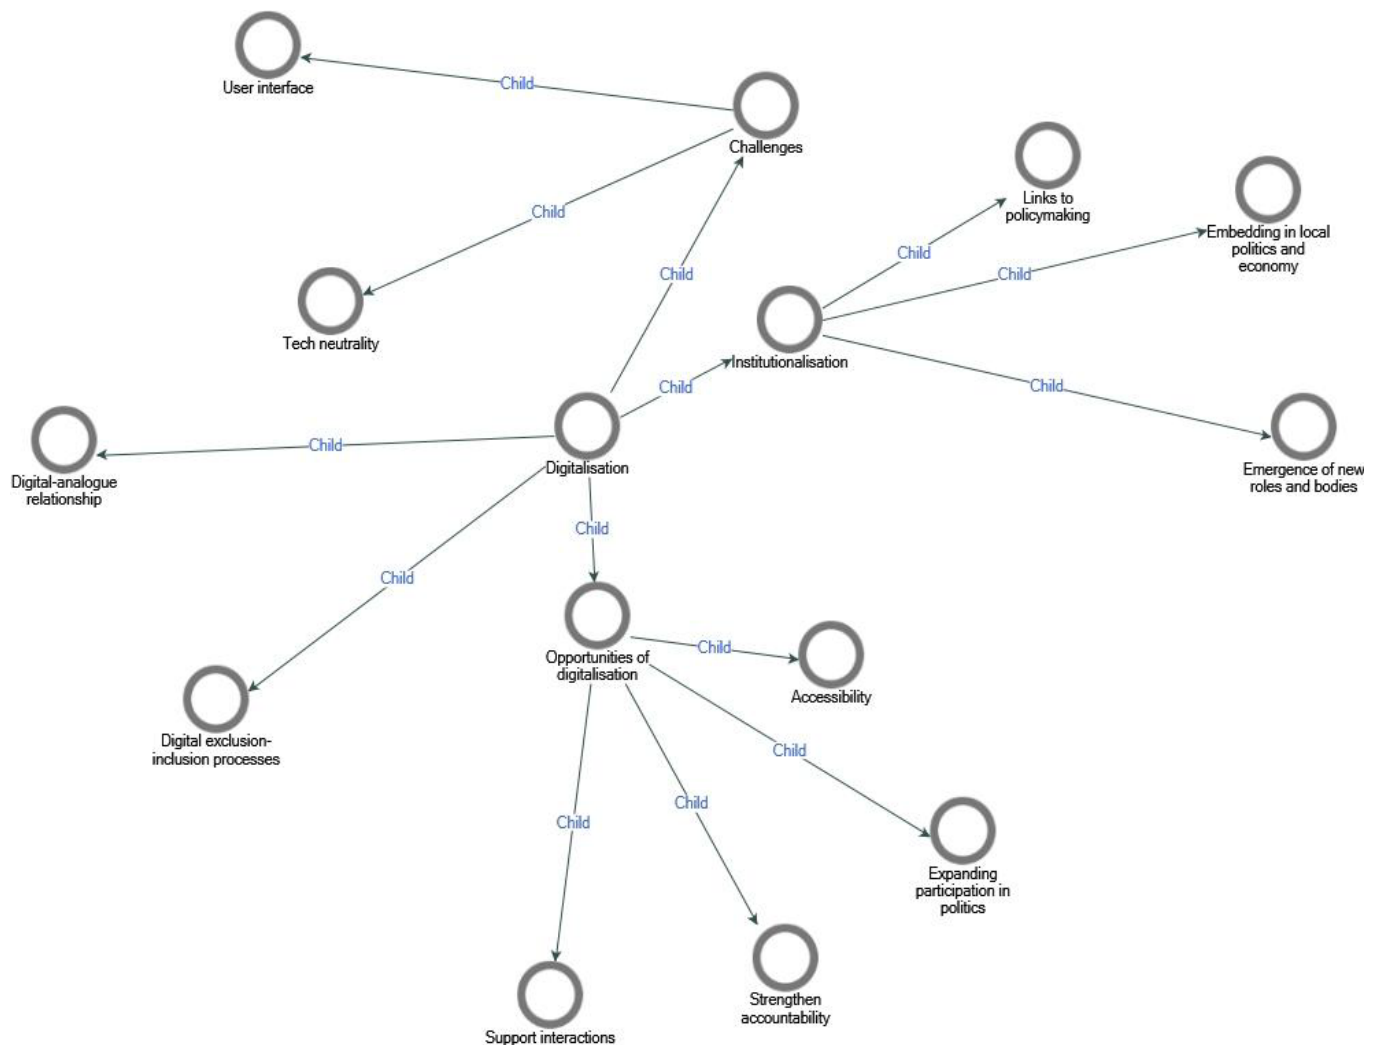 User interface
Child
Challenges
Links to
policymaking
Child
Embedding in local
politics and
economy
Child
Child
Child
Tech neutrality
Institutionalisation
Child
Child
Child
Digital-analogue
relationship
Digitalisation
Emergence of new
roles and bodies
Child
Child
Opportunities of
digitalisation
Child
Accessibility
Digital exclusion-
inclusion processes
Child
Child
Child
Expanding
participation in
politics
Strengthen
accountability
Support interactions